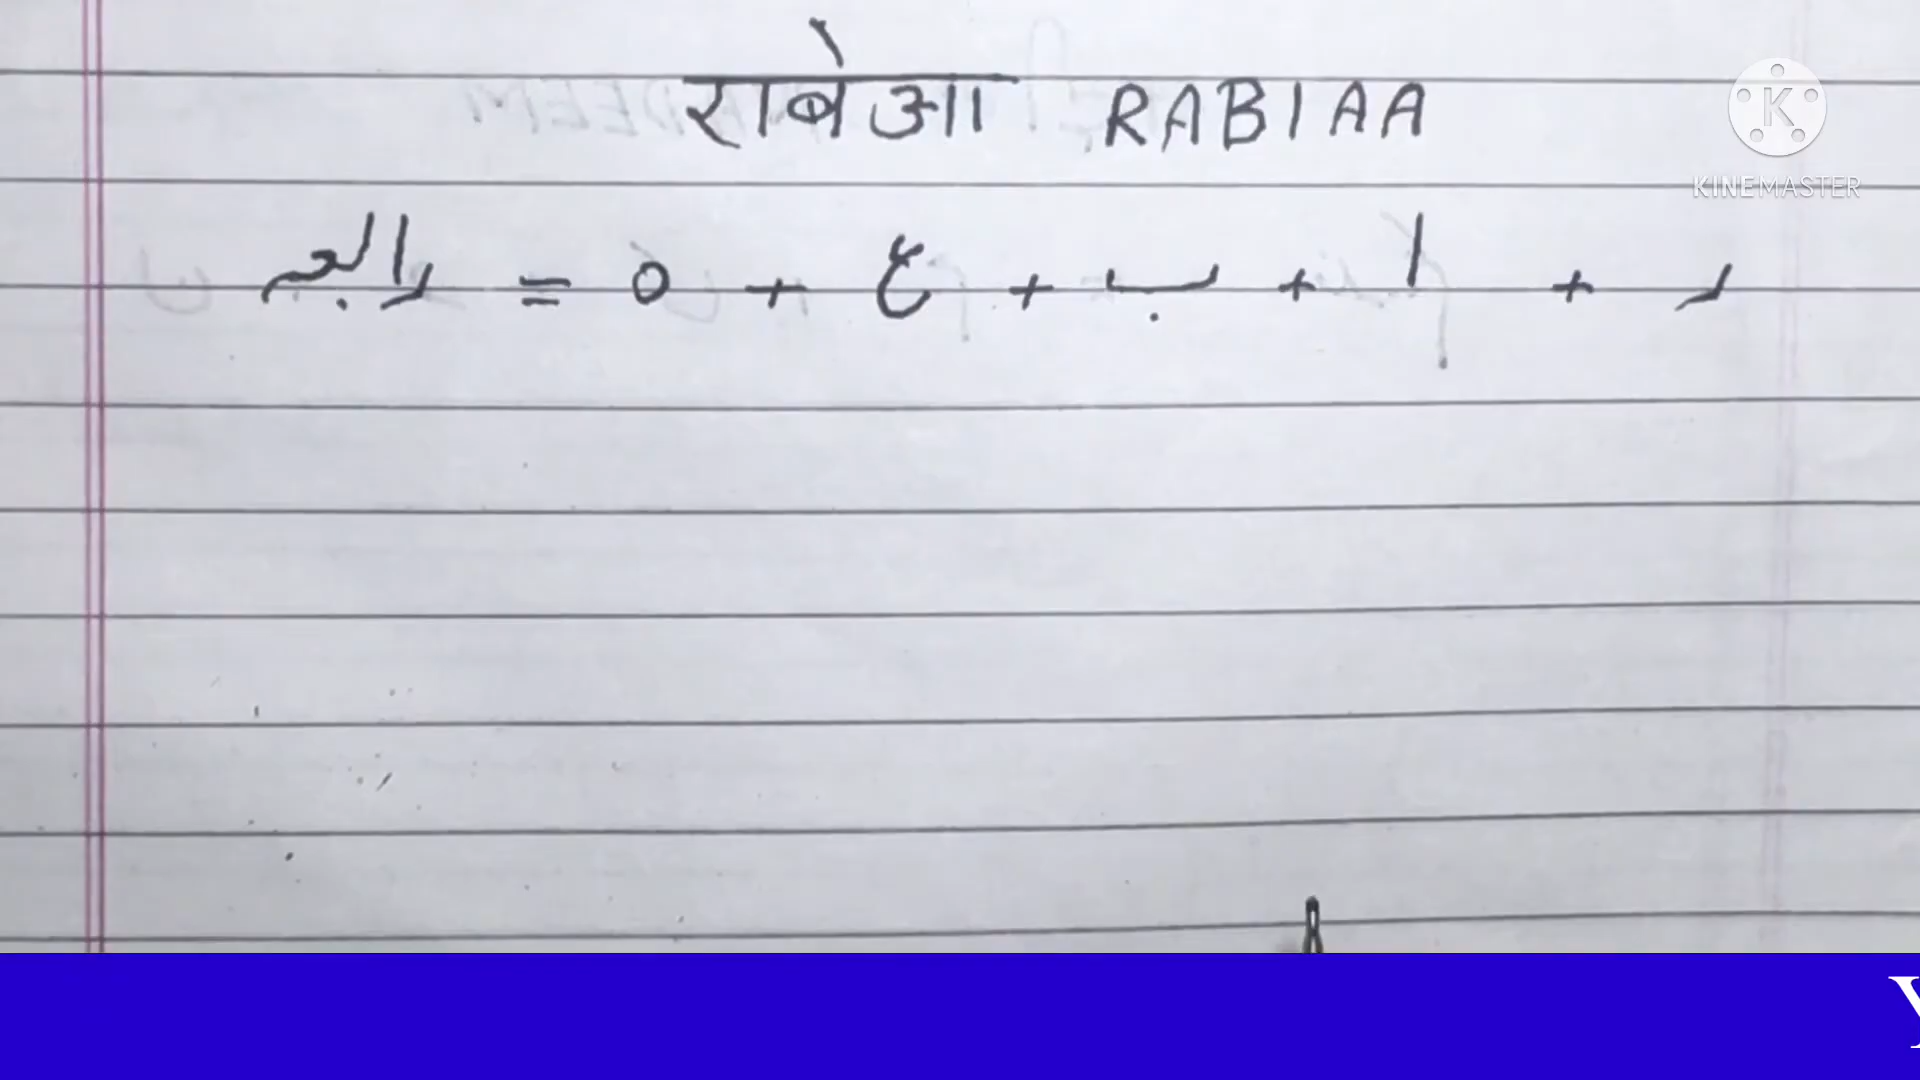 राबेआ RABIAA
KINEMASTER
ر + ا + ب + ع + ه = رابعہ
Y